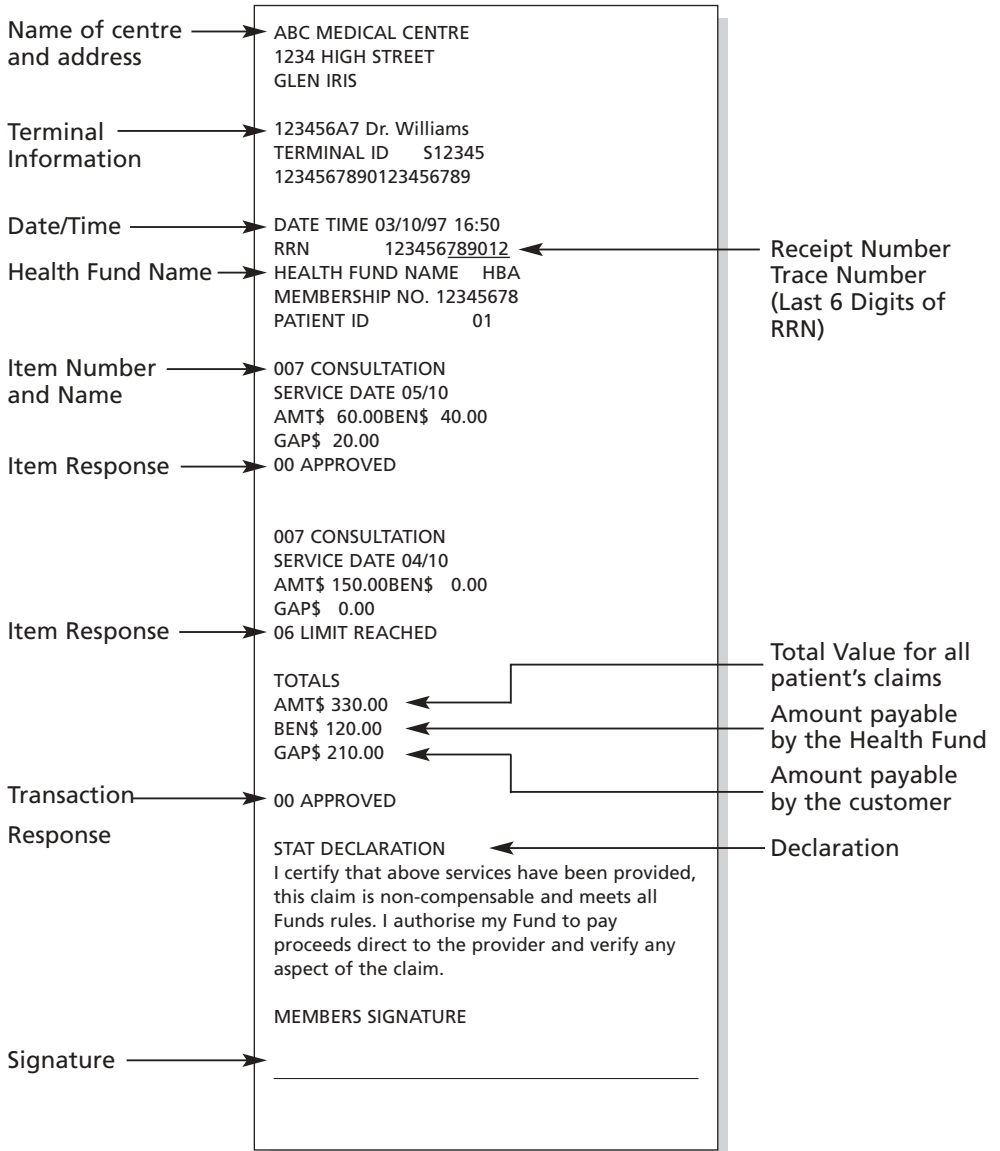 Name of centre
and address
ABC MEDICAL CENTRE
1234 HIGH STREET
GLEN IRIS
Terminal
Information
123456A7 Dr. Williams
TERMINAL ID S12345
1234567890123456789
Date/Time
DATE TIME 03/10/97 16:50
RRN 123456789012
Receipt Number
Trace Number
(Last 6 Digits of
RRN)
Health Fund Name
HEALTH FUND NAME HBA
MEMBERSHIP NO. 12345678
PATIENT ID 01
Item Number
and Name
007 CONSULTATION
SERVICE DATE 05/10
AMT$ 60.00BEN$ 40.00
GAP$ 20.00
Item Response
00 APPROVED
007 CONSULTATION
SERVICE DATE 04/10
AMT$ 150.00BEN$ 0.00
GAP$ 0.00
Item Response
06 LIMIT REACHED
TOTALS
AMT$ 330.00
BEN$ 120.00
GAP$ 210.00
Total Value for all
patient's claims
Amount payable
by the Health Fund
Amount payable
by the customer
Transaction
Response
00 APPROVED
STAT DECLARATION
Declaration
I certify that above services have been provided,
this claim is non-compensable and meets all
Funds rules. I authorise my Fund to pay
proceeds direct to the provider and verify any
aspect of the claim.
MEMBERS SIGNATURE
Signature